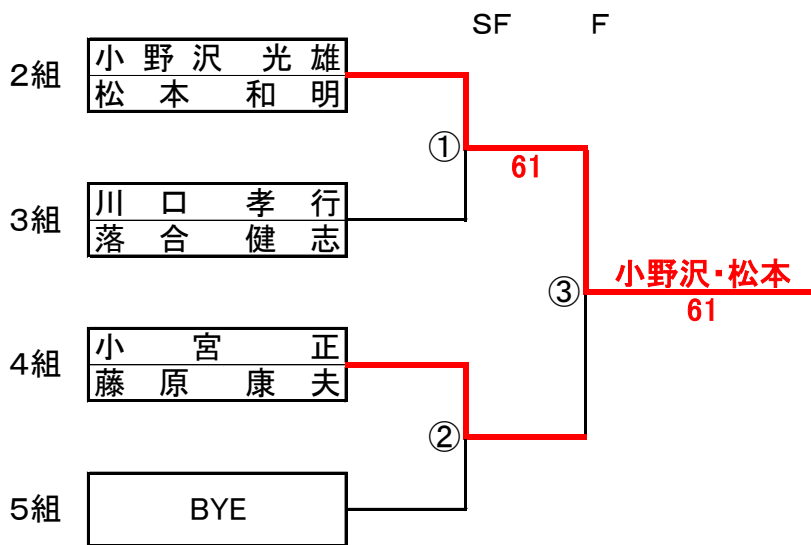 SF F
2組
小野沢 光雄
松本 和明
①
61
3組
川口 孝行
落合 健志
小野沢・松本
③
61
4組
小宮 正
藤原 康夫
②
5組
BYE